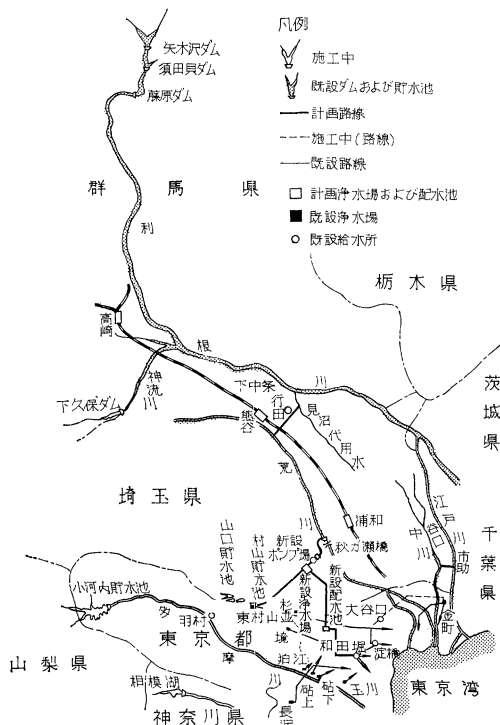 凡例
施工中
既設ダムおよび貯水池
計画路線
施工中(路線)
既設路線
計画浄水場および配水池
既設浄水場
既設給水所
矢木沢ダム
須田貝ダム
藤原ダム
群馬県
利
根
川
栃木県
茨城県
高崎
神流川
下久保ダム
下中条
行田
見沼代用水
熊谷
荒
川
埼玉県
浦和
秋ガ瀬橋
新設ポンプ場
山口貯水池
村山貯水池
中川
谷口
江戸川
市助
千葉県
金町
小河内貯水池
多
摩
川
羽村
東京都
東村山
新設浄水場
新設配水池
杉並
境
大谷口
和田堀
淀橋
狛江
砧上
砧下
玉川
長沢
山梨県
相模湖
神奈川県
東京湾